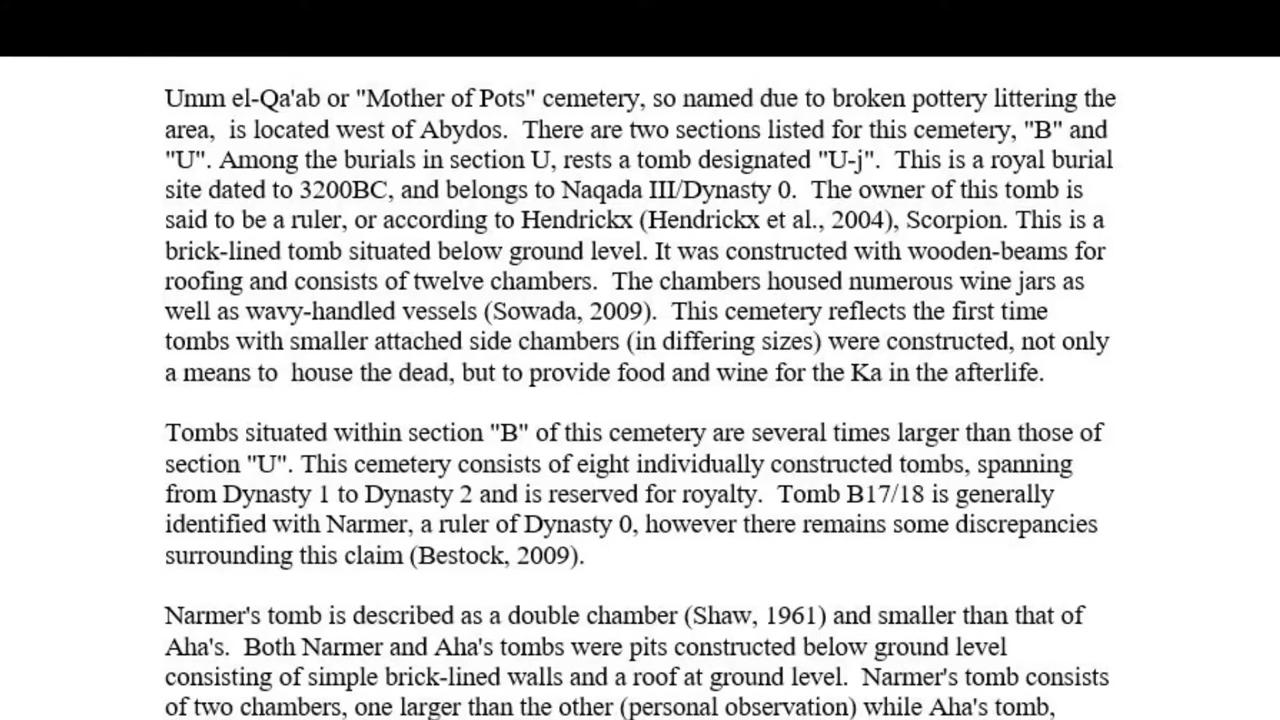 Umm el-Qa'ab or "Mother of Pots" cemetery, so named due to broken pottery littering the
area,  is located west of Abydos.  There are two sections listed for this cemetery, "B" and
"U". Among the burials in section U, rests a tomb designated "U-j".  This is a royal burial
site dated to 3200BC, and belongs to Naqada III/Dynasty 0.  The owner of this tomb is
said to be a ruler, or according to Hendrickx (Hendrickx et al., 2004), Scorpion. This is a
brick-lined tomb situated below ground level. It was constructed with wooden-beams for
roofing and consists of twelve chambers.  The chambers housed numerous wine jars as
well as wavy-handled vessels (Sowada, 2009).  This cemetery reflects the first time
tombs with smaller attached side chambers (in differing sizes) were constructed, not only
a means to  house the dead, but to provide food and wine for the Ka in the afterlife.
Tombs situated within section "B" of this cemetery are several times larger than those of
section "U". This cemetery consists of eight individually constructed tombs, spanning
from Dynasty 1 to Dynasty 2 and is reserved for royalty.  Tomb B17/18 is generally
identified with Narmer, a ruler of Dynasty 0, however there remains some discrepancies
surrounding this claim (Bestock, 2009).
Narmer's tomb is described as a double chamber (Shaw, 1961) and smaller than that of
Aha's.  Both Narmer and Aha's tombs were pits constructed below ground level
consisting of simple brick-lined walls and a roof at ground level.  Narmer's tomb consists
of two chambers, one larger than the other (personal observation) while Aha's tomb,